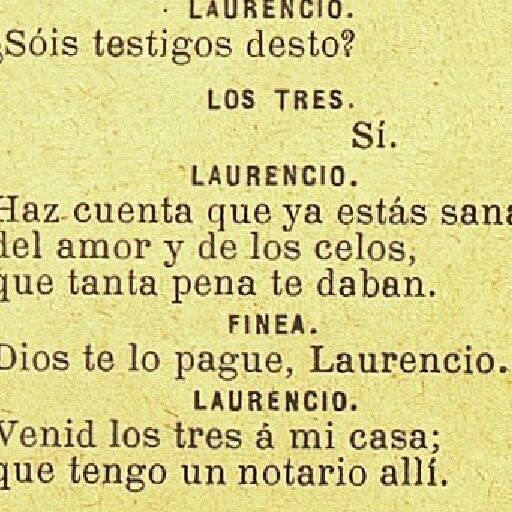 LAURENCIO.
¿Sóis testigos desto?
LOS TRES.
Sí.
LAURENCIO.
Haz cuenta que ya estás sana
del amor y de los celos,
que tanta pena te daban.
FINEA.
Dios te lo pague, Laurencio.
LAURENCIO.
Venid los tres á mi casa;
que tengo un notario allí.